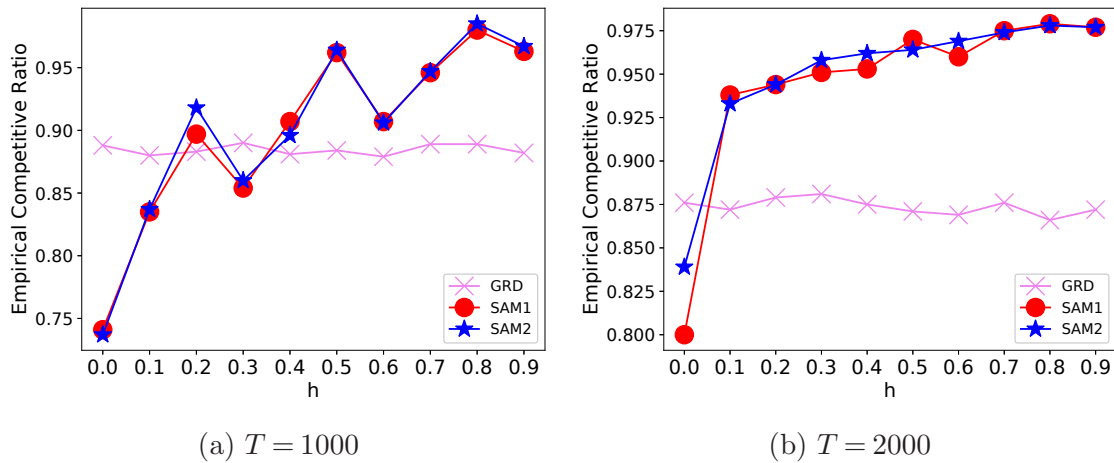 Empirical Competitive Ratio
0.95
0.90
0.85
0.80
0.75
GRD
SAM1
SAM2
0.0 0.1 0.2 0.3 0.4 0.5 0.6 0.7 0.8 0.9
h
(a) T = 1000
Empirical Competitive Ratio
0.975
0.950
0.925
0.900
0.875
0.850
0.825
0.800
GRD
SAM1
SAM2
0.0 0.1 0.2 0.3 0.4 0.5 0.6 0.7 0.8 0.9
h
(b) T = 2000